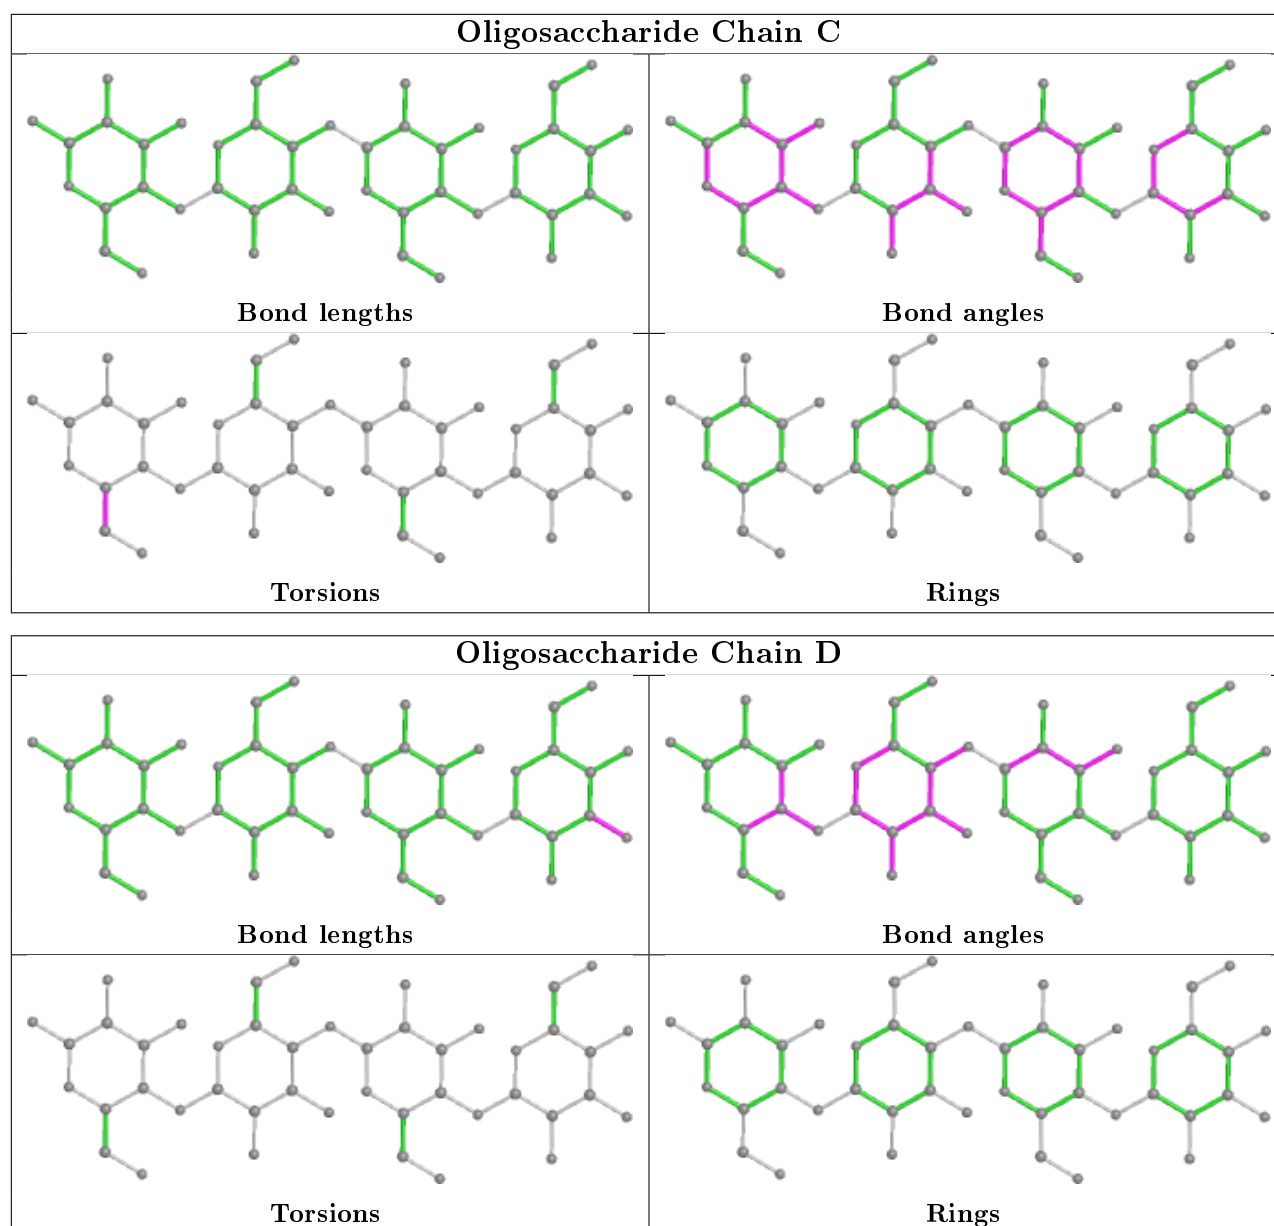 Oligosaccharide Chain C
Bond lengths
Bond angles
Torsions
Rings
Oligosaccharide Chain D
Bond lengths
Bond angles
Torsions
Rings